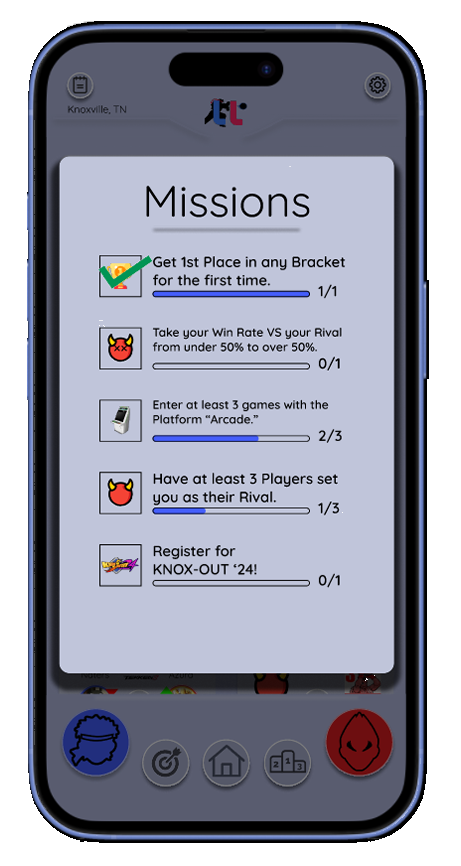 Knoxville, TN
Missions
Get 1st Place in any Bracket
for the first time.
1/1
Take your Win Rate VS your Rival
from under 50% to over 50%.
0/1
Enter at least 3 games with the
Platform “Arcade.”
2/3
Have at least 3 Players set
you as their Rival.
1/3
Register for
KNOX-OUT ‘24!
0/1
2 1 3